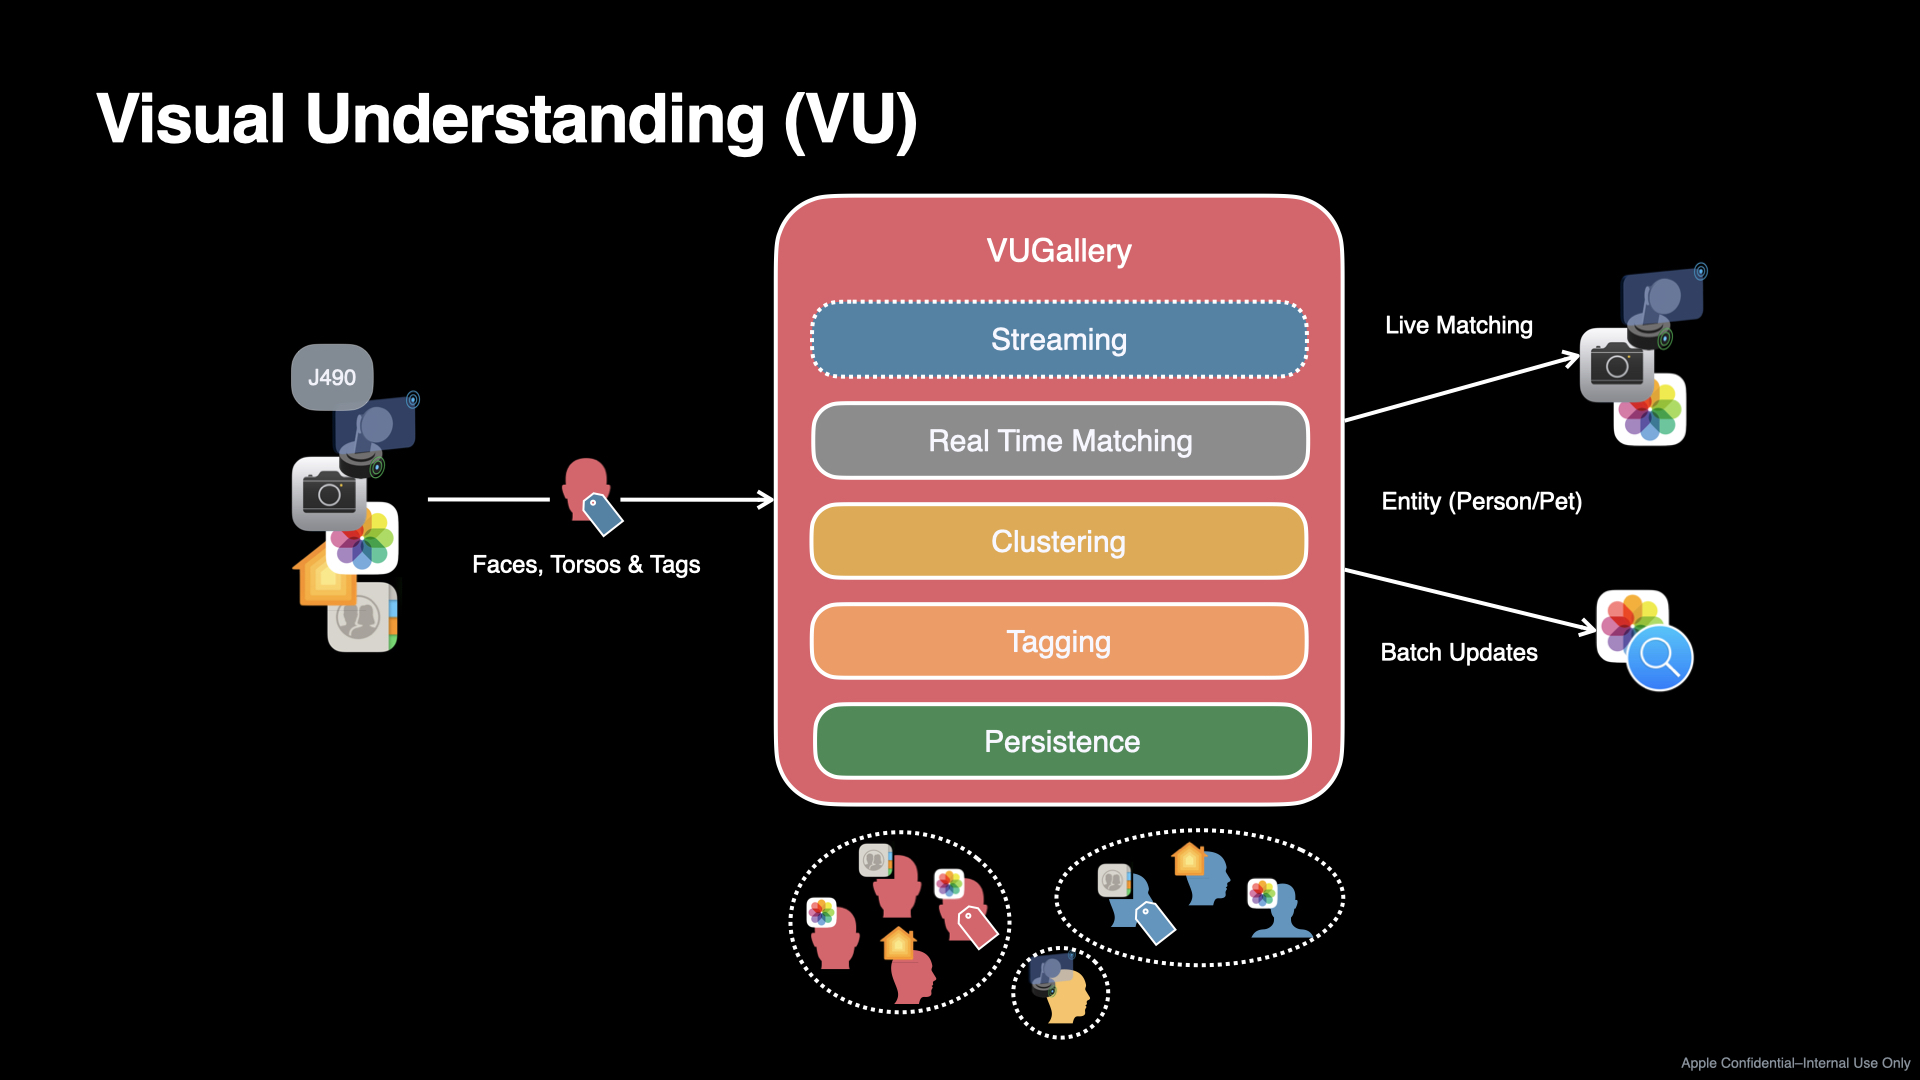 Visual Understanding (VU)
VUGallery
Streaming
Real Time Matching
Clustering
Tagging
Persistence
J490
Faces, Torsos & Tags
Live Matching
Entity (Person/Pet)
Batch Updates
Apple Confidential–Internal Use Only